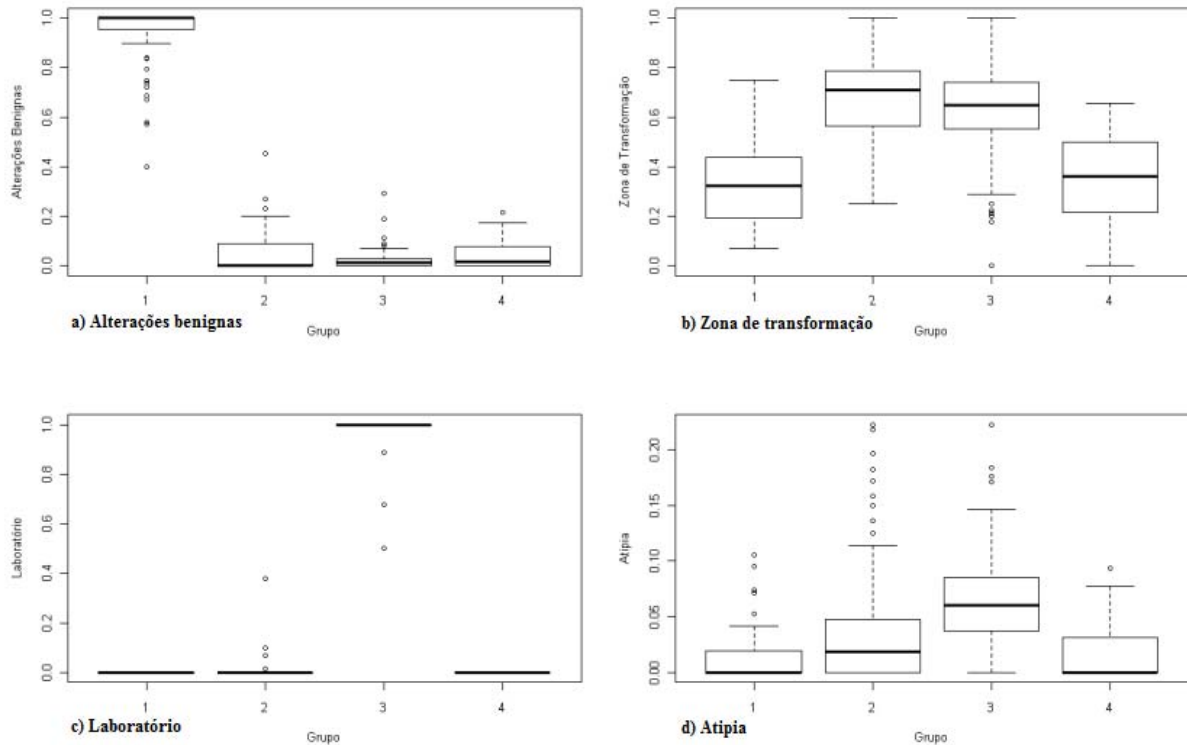 Alterações Benignas
1.0
0.8
0.6
0.4
0.2
0.0
1 2 3 4
a) Alterações benignas
Grupo
Zona de Transformação
1.0
0.8
0.6
0.4
0.2
0.0
1 2 3 4
b) Zona de transformação
Grupo
Laboratório
1.0
0.8
0.6
0.4
0.2
0.0
1 2 3 4
c) Laboratório
Grupo
Atipia
0.20
0.15
0.10
0.05
0.00
1 2 3 4
d) Atipia
Grupo